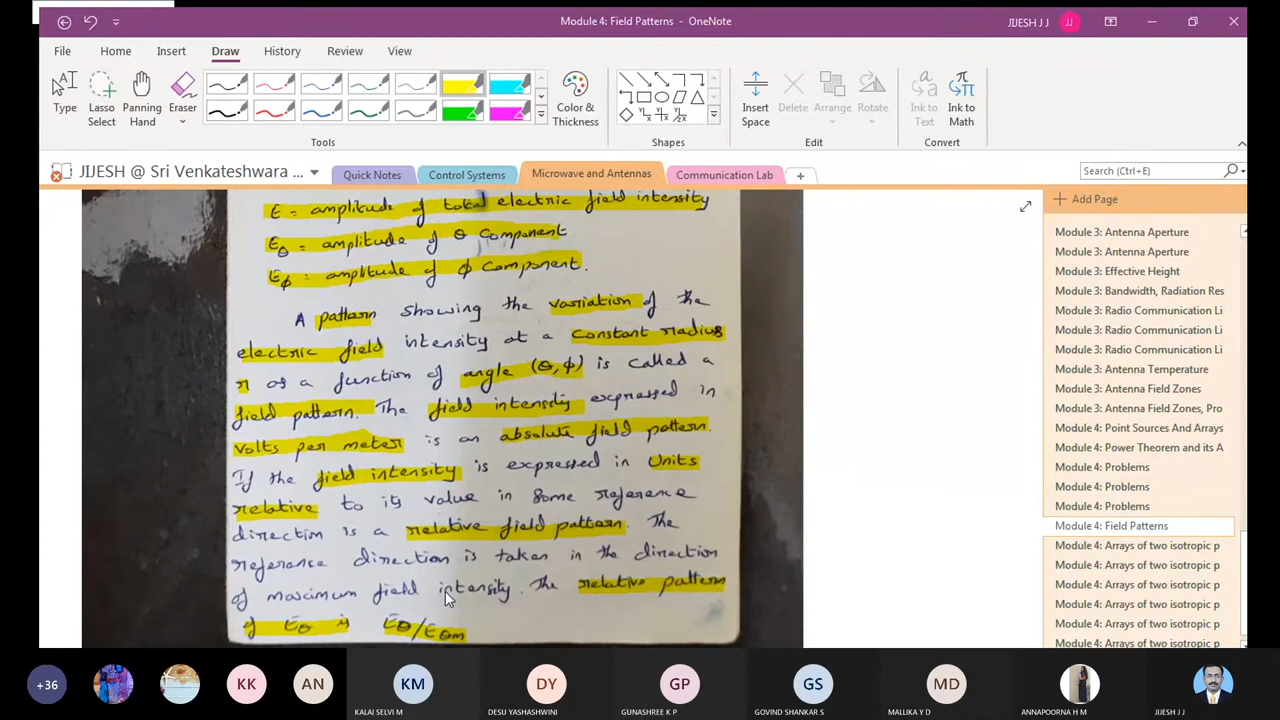 Module 4: Field Patterns - OneNote
JIJESH J J
JJ
File Home Insert Draw History Review View
Type
Lasso Select
Panning Hand
Eraser
Color & Thickness
Insert Space
Delete
Arrange
Rotate
Ink to Text
Ink to Math
Tools
Shapes
Edit
Convert
JIJESH @ Sri Venkateshwara ...
Quick Notes
Control Systems
Microwave and Antennas
Communication Lab
Search (Ctrl+E)
E = amplitude of total electric field intensity
Eθ = amplitude of θ Component
Eϕ = amplitude of ϕ Component.
A pattern showing the variation of the
electric field intensity at a constant radius
r as a function of angle (θ, ϕ) is called a
field pattern. The field intensity expressed in
volts per meter is an absolute field pattern.
If the field intensity is expressed in Units
relative to its value in some reference
direction is a relative field pattern. The
reference direction is taken in the direction
of maximum field intensity. The relative pattern
of Eθ is Eθ/Eθm
Add Page
Module 3: Antenna Aperture
Module 3: Antenna Aperture
Module 3: Effective Height
Module 3: Bandwidth, Radiation Res
Module 3: Radio Communication Li
Module 3: Radio Communication Li
Module 3: Radio Communication Li
Module 3: Antenna Temperature
Module 3: Antenna Field Zones
Module 3: Antenna Field Zones, Pro
Module 4: Point Sources And Arrays
Module 4: Power Theorem and its A
Module 4: Problems
Module 4: Problems
Module 4: Problems
Module 4: Field Patterns
Module 4: Arrays of two isotropic p
Module 4: Arrays of two isotropic p
Module 4: Arrays of two isotropic p
Module 4: Arrays of two isotropic p
Module 4: Arrays of two isotropic p
Module 4: Arrays of two isotropic p
+36
KK
AN
KM
KALAI SELVI M
DY
DESU YASHASHWINI
GP
GUNASHREE K P
GS
GOVIND SHANKAR S
MD
MALLIKA Y D
ANNAPOORNA H M
JIJESH J J